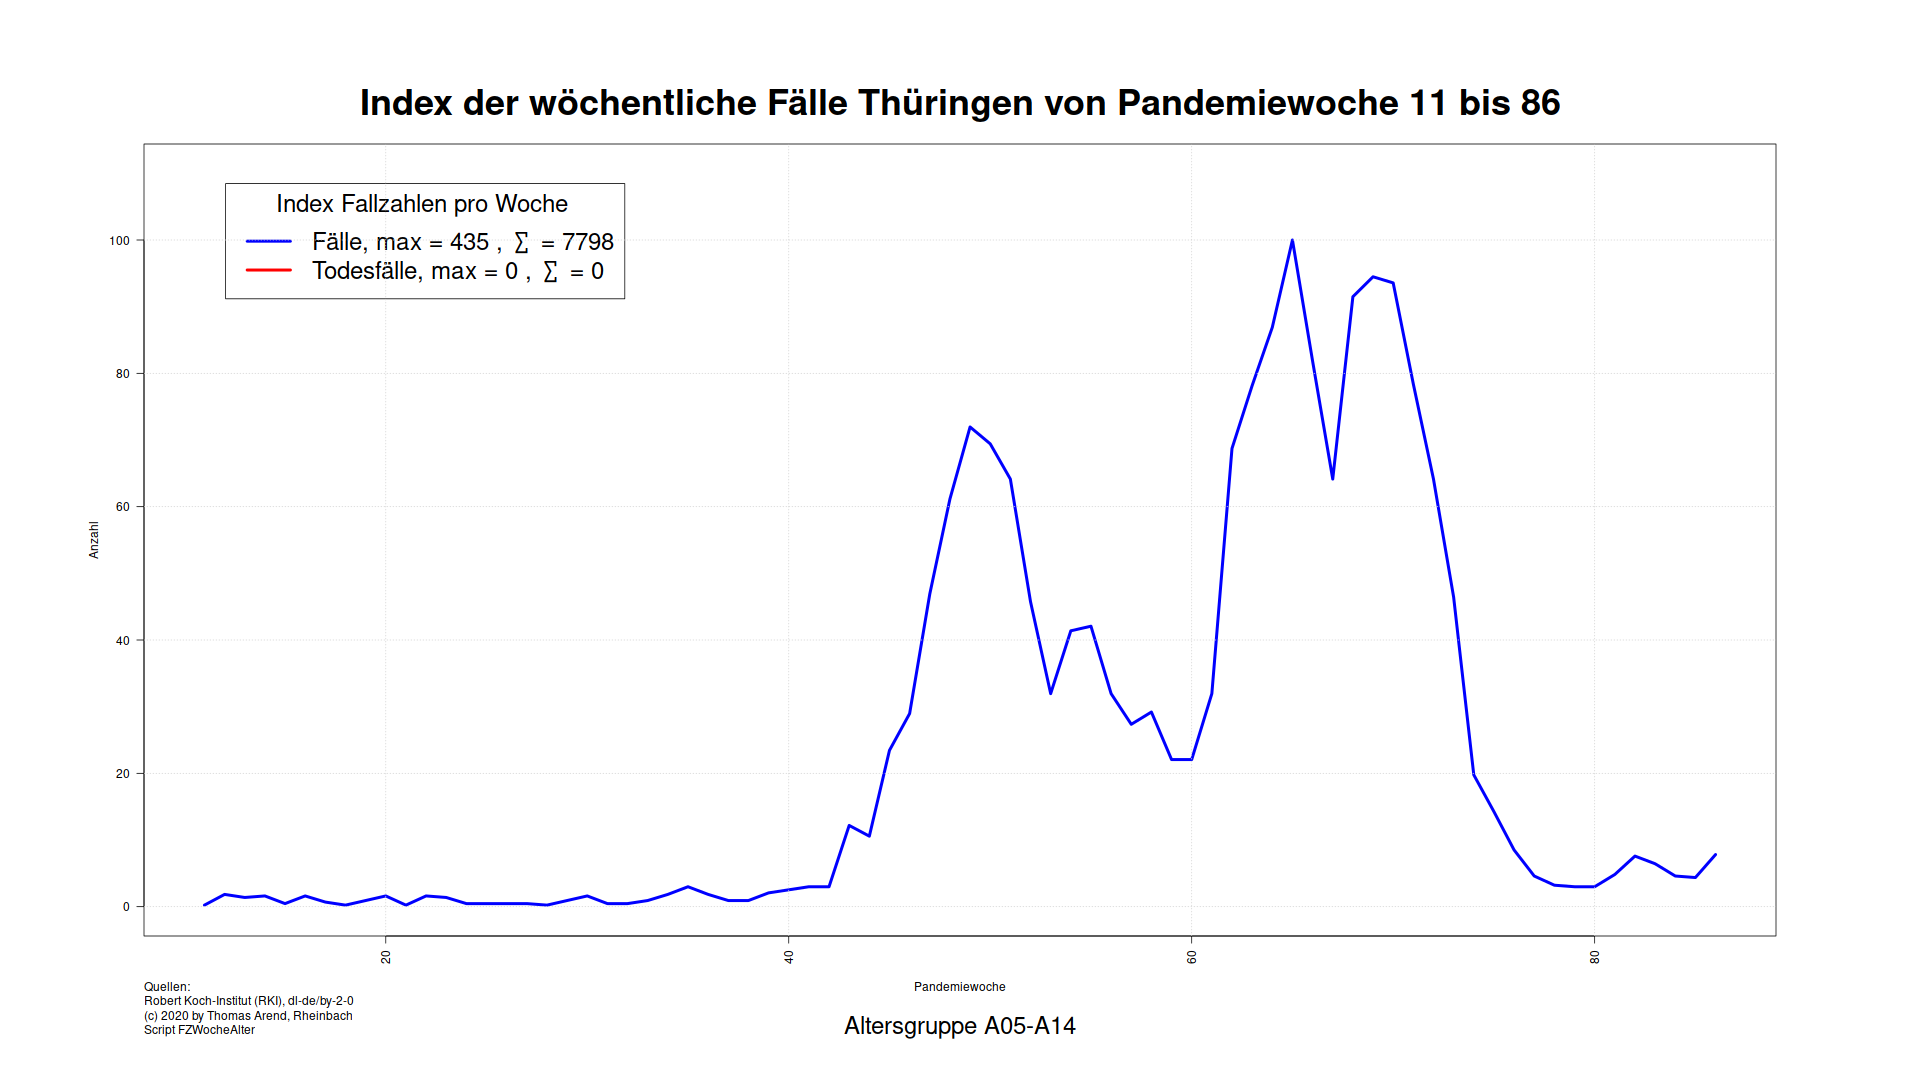 Index der wöchentliche Fälle Thüringen von Pandemiewoche 11 bis 86
Index Fallzahlen pro Woche
Fälle, max = 435 , ∑ = 7798
Todesfälle, max = 0 , ∑ = 0
100
80
60
40
20
0
Anzahl
20
40
60
80
Pandemiewoche
Quellen:
Robert Koch-Institut (RKI), dl-de/by-2-0
(c) 2020 by Thomas Arend, Rheinbach
Script FZWocheAlter
Altersgruppe A05-A14